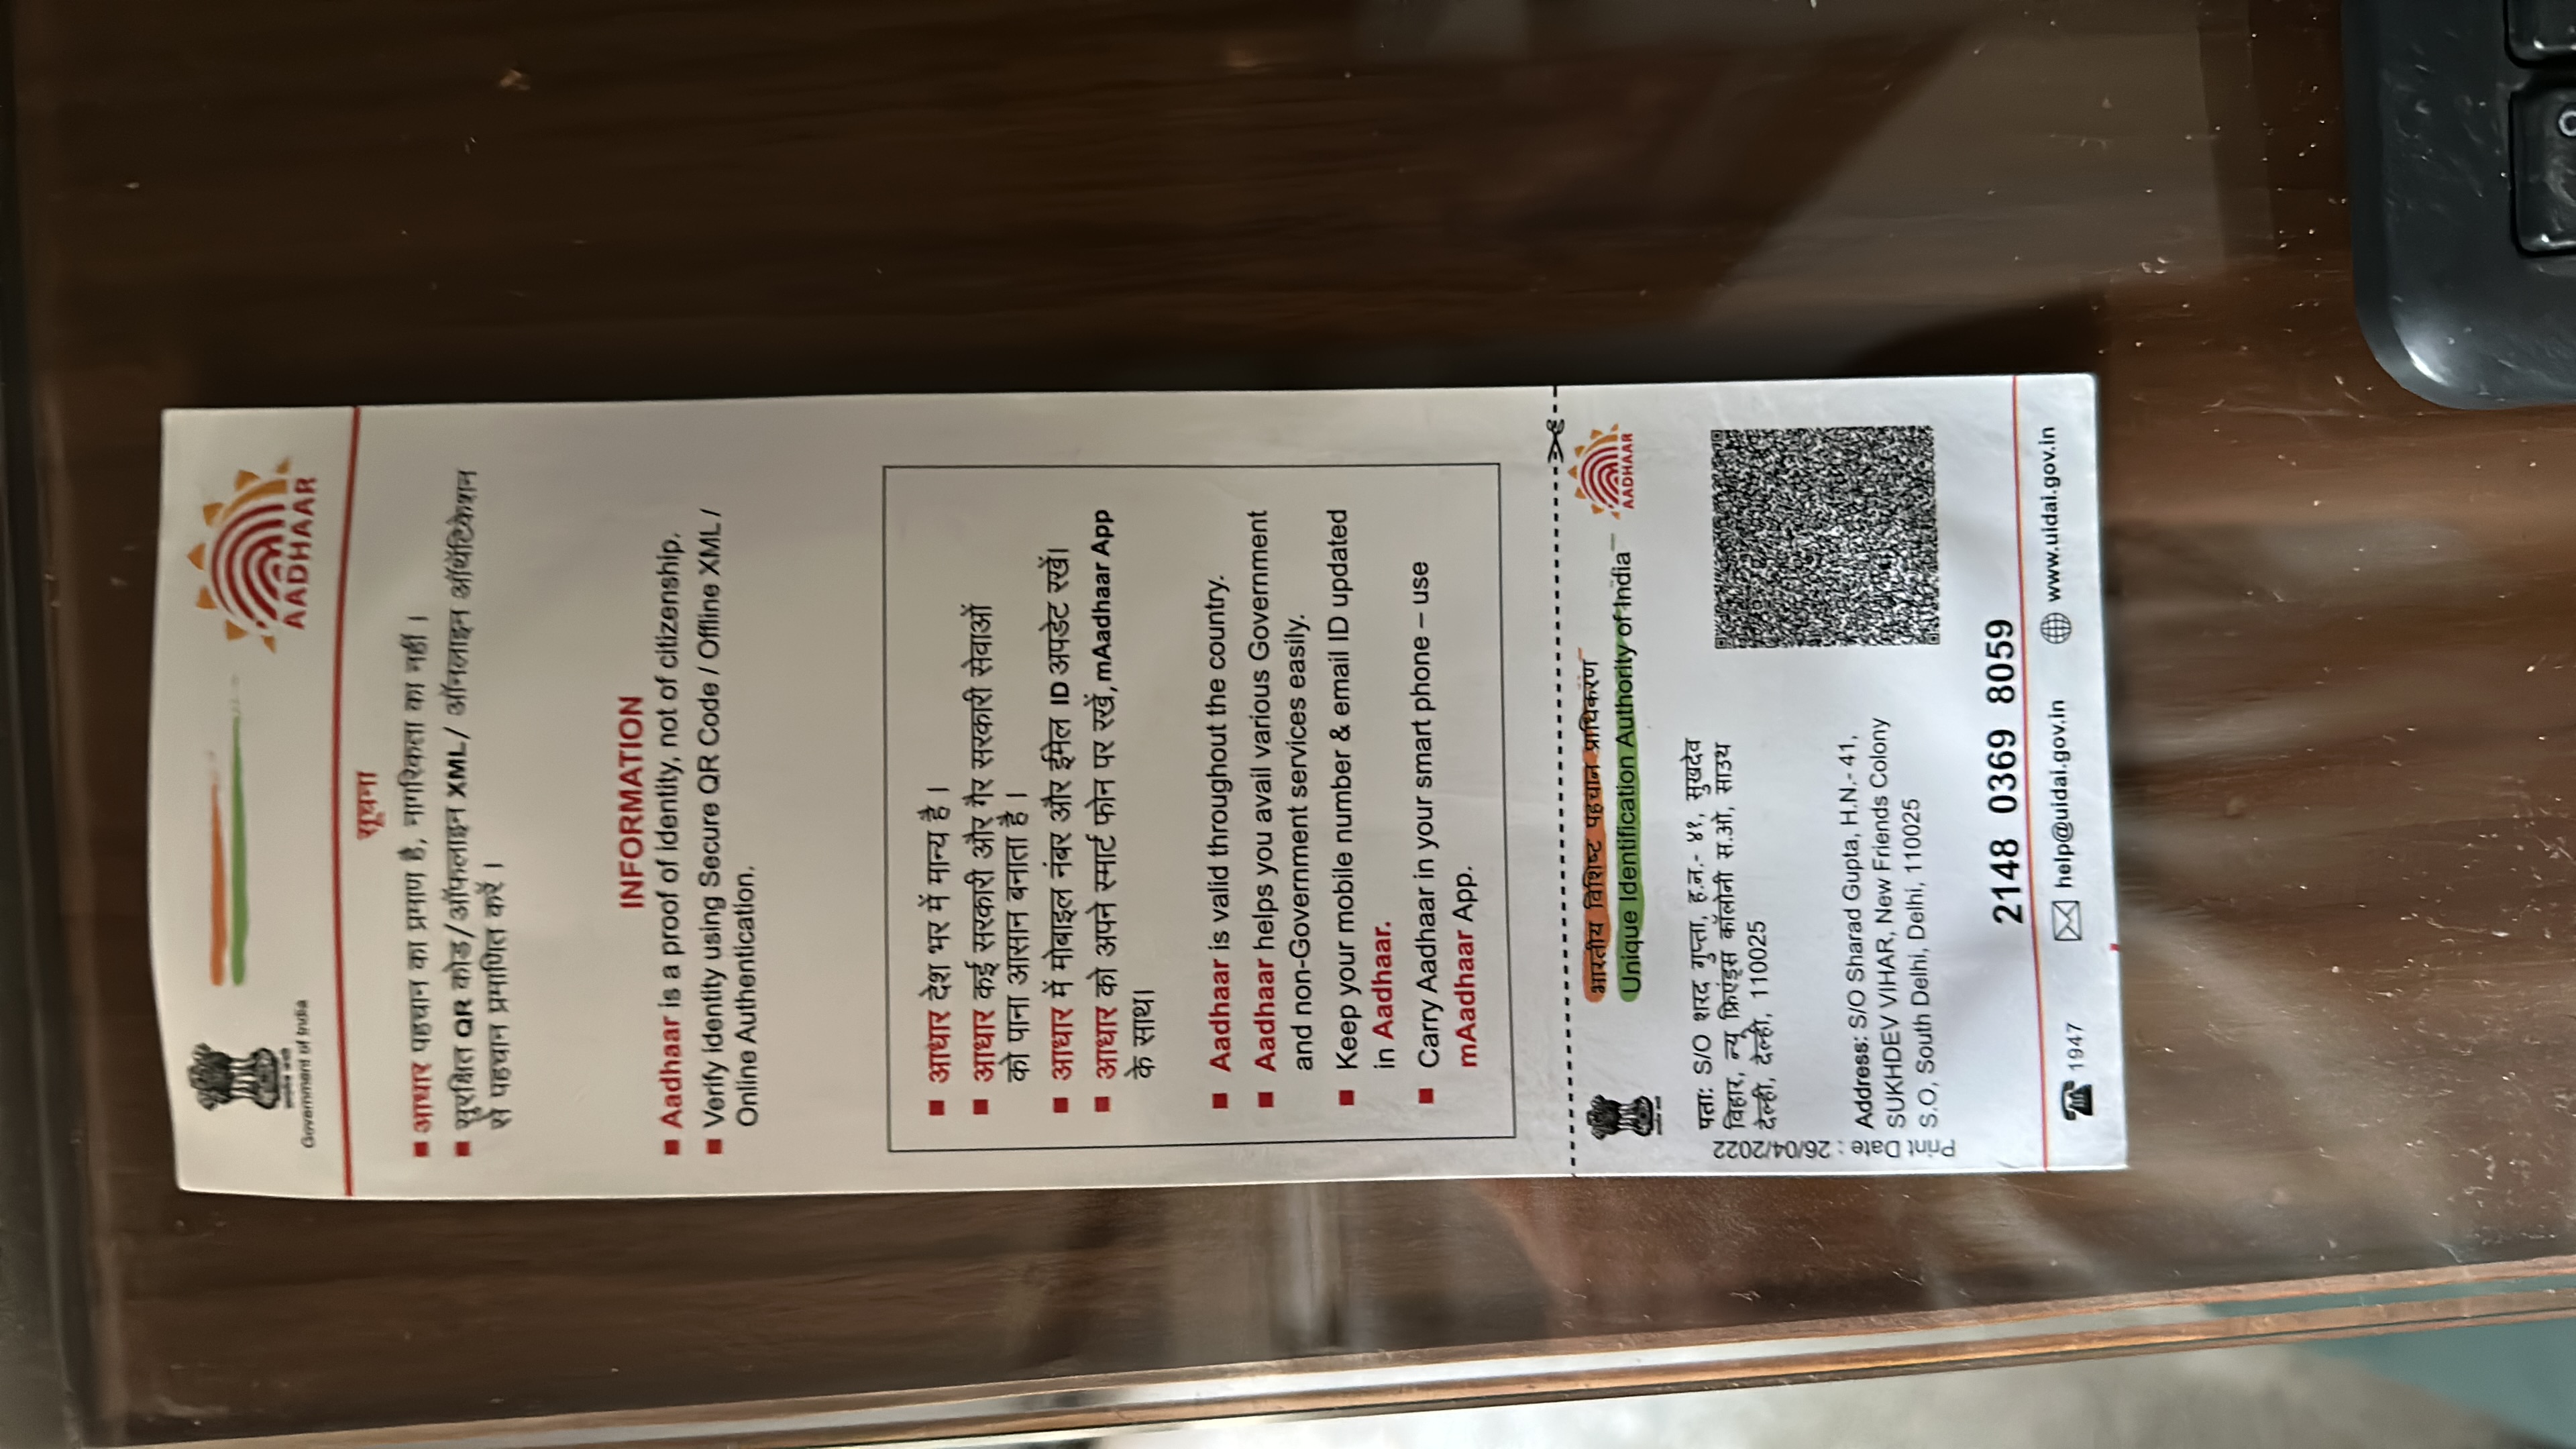 Government of India
AADHAAR
सूचना
आधार पहचान का प्रमाण है, नागरिकता का नहीं ।
सुरक्षित QR कोड / ऑफलाइन XML / ऑनलाइन ऑथेंटिकेशन
से पहचान प्रमाणित करें ।
INFORMATION
Aadhaar is a proof of identity, not of citizenship.
Verify identity using Secure QR Code / Offline XML /
Online Authentication.
आधार देश भर में मान्य है ।
आधार कई सरकारी और गैर सरकारी सेवाओं
को पाना आसान बनाता है ।
आधार में मोबाइल नंबर और ईमेल ID अपडेट रखें।
आधार को अपने स्मार्ट फोन पर रखें, mAadhaar App
के साथ।
Aadhaar is valid throughout the country.
Aadhaar helps you avail various Government
and non-Government services easily.
Keep your mobile number & email ID updated
in Aadhaar.
Carry Aadhaar in your smart phone – use
mAadhaar App.
भारतीय विशिष्ट पहचान प्राधिकरण
Unique Identification Authority of India
AADHAAR
Print Date : 26/04/2022
पता: S/O शरद गुप्ता, ह.न.- ४१, सुखदेव
विहार, न्यू फ्रिएंड्स कॉलोनी स.ओ, साउथ
देल्ही, देल्ही, 110025
Address: S/O Sharad Gupta, H.N.- 41,
SUKHDEV VIHAR, New Friends Colony
S.O, South Delhi, Delhi, 110025
2148 0369 8059
1947 help@uidai.gov.in www.uidai.gov.in